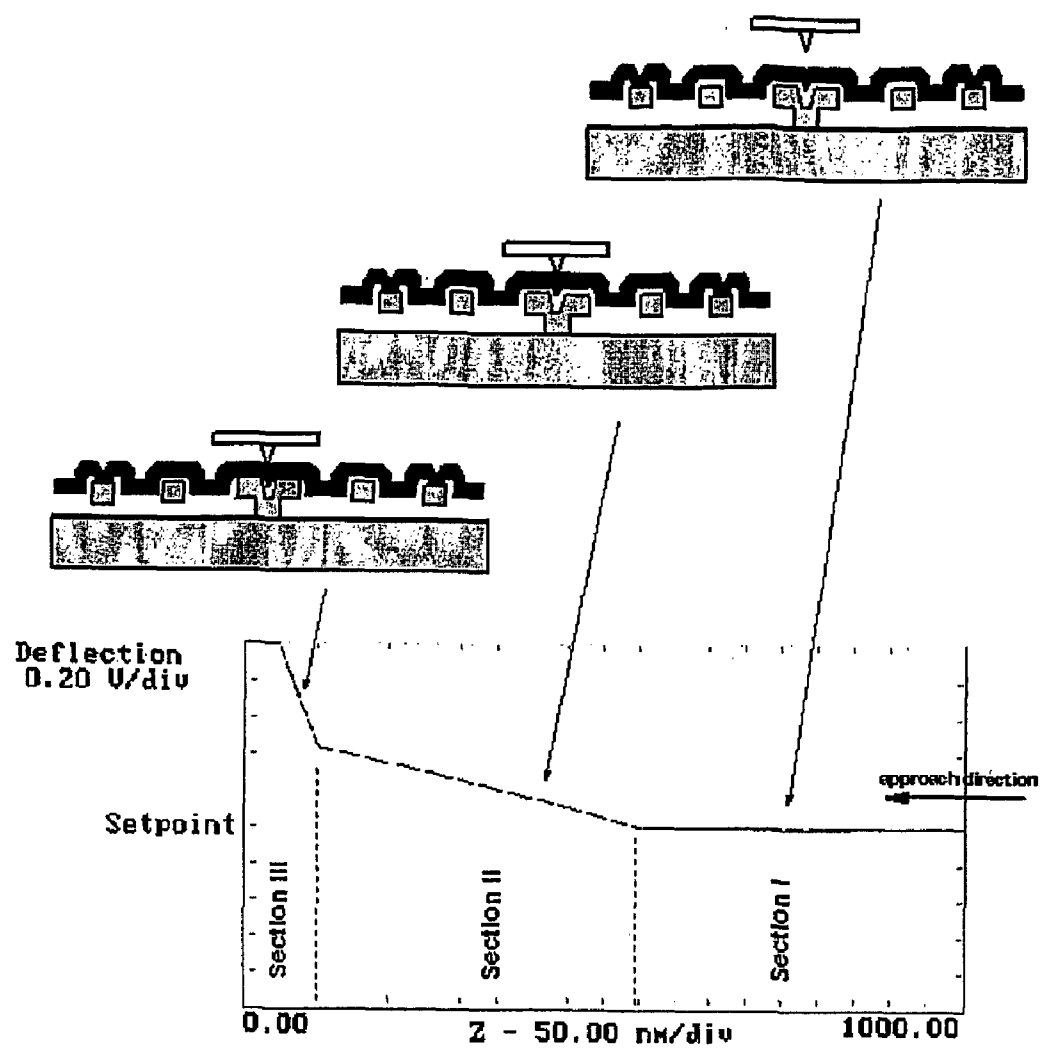 Deflection
0.20 V/div
approach direction
Setpoint
Section III
Section II
Section I
0.00
Z - 50.00 nm/div
1000.00